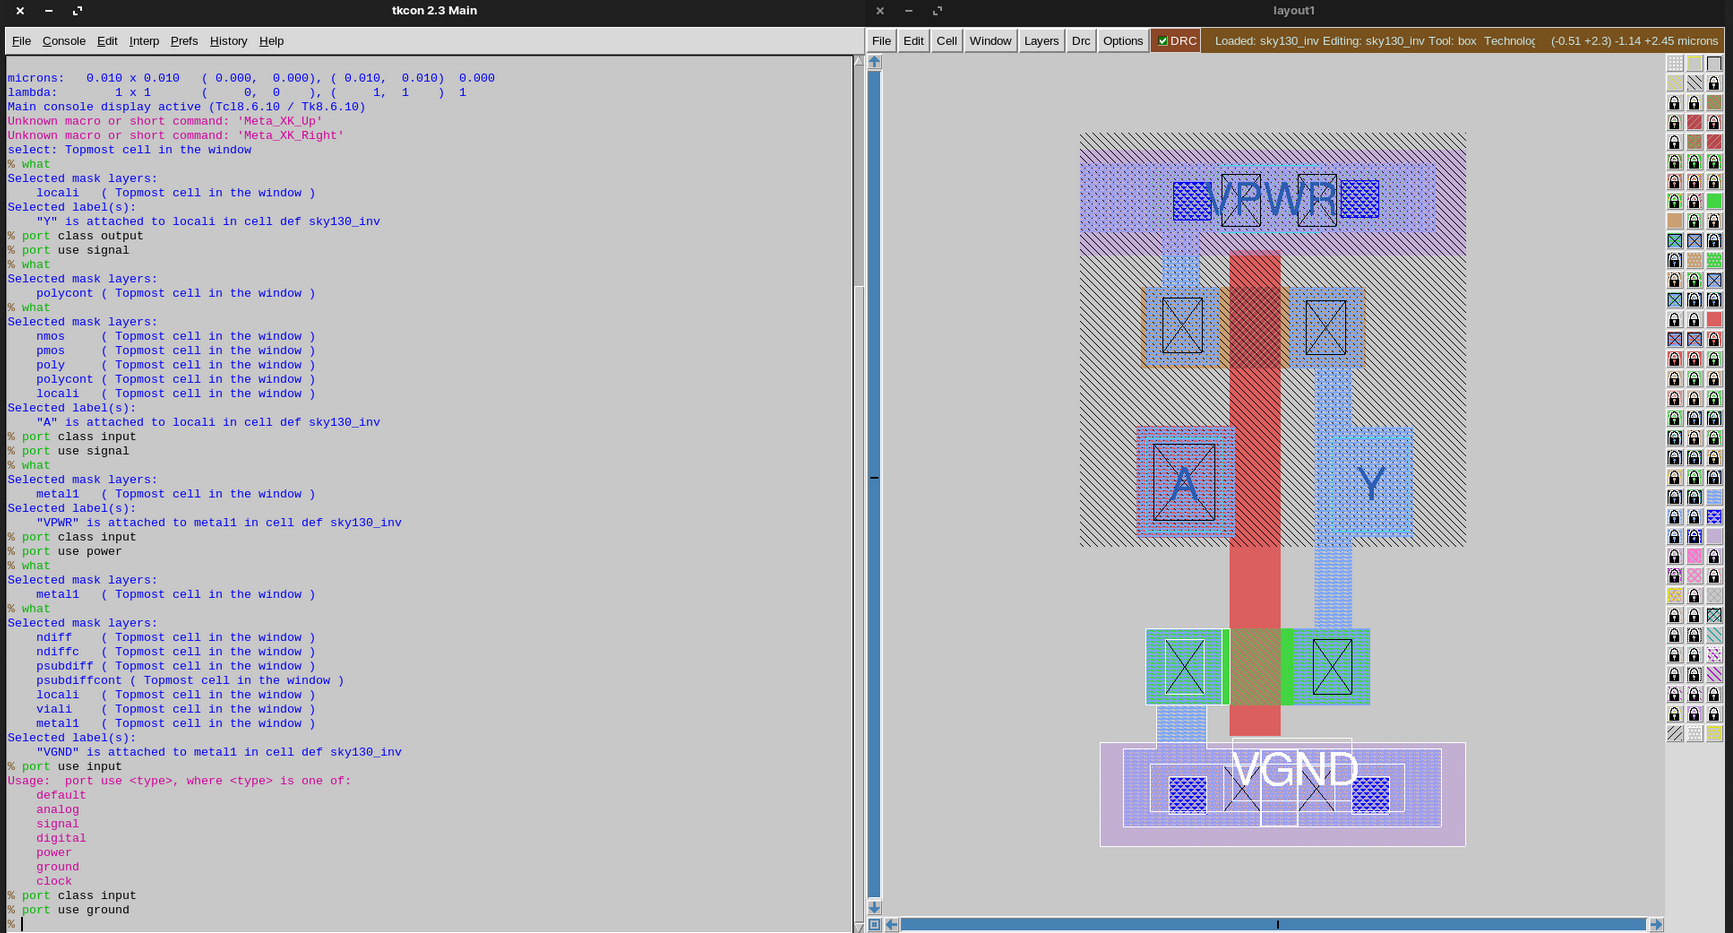 tkcon 2.3 Main
File Console Edit Interp Prefs History Help
microns:   0.010 x 0.010   ( 0.000,  0.000), ( 0.010,  0.010)  0.000
lambda:        1 x 1       (     0,  0   ), (     1,  1    )  1
Main console display active (Tcl8.6.10 / Tk8.6.10)
Unknown macro or short command: 'Meta_XK_Up'
Unknown macro or short command: 'Meta_XK_Right'
select: Topmost cell in the window
% what
Selected mask layers:
    locali   ( Topmost cell in the window )
Selected label(s):
    "Y" is attached to locali in cell def sky130_inv
% port class output
% port use signal
% what
Selected mask layers:
    polycont ( Topmost cell in the window )
% what
Selected mask layers:
    nmos     ( Topmost cell in the window )
    pmos     ( Topmost cell in the window )
    poly     ( Topmost cell in the window )
    polycont ( Topmost cell in the window )
    locali   ( Topmost cell in the window )
Selected label(s):
    "A" is attached to locali in cell def sky130_inv
% port class input
% port use signal
% what
Selected mask layers:
    metal1   ( Topmost cell in the window )
Selected label(s):
    "VPWR" is attached to metal1 in cell def sky130_inv
% port class input
% port use power
% what
Selected mask layers:
    metal1   ( Topmost cell in the window )
% what
Selected mask layers:
    ndiff    ( Topmost cell in the window )
    ndiffc   ( Topmost cell in the window )
    psubdiff ( Topmost cell in the window )
    psubdiffcont ( Topmost cell in the window )
    locali   ( Topmost cell in the window )
    viali    ( Topmost cell in the window )
    metal1   ( Topmost cell in the window )
Selected label(s):
    "VGND" is attached to metal1 in cell def sky130_inv
% port use input
Usage:  port use <type>, where <type> is one of:
    default
    analog
    signal
    digital
    power
    ground
    clock
% port class input
% port use ground
%
layout1
File Edit Cell Window Layers Drc Options DRC Loaded: sky130_inv Editing: sky130_inv Tool: box Technolog (-0.51 +2.3) -1.14 +2.45 microns
VPWR
A Y
VGND